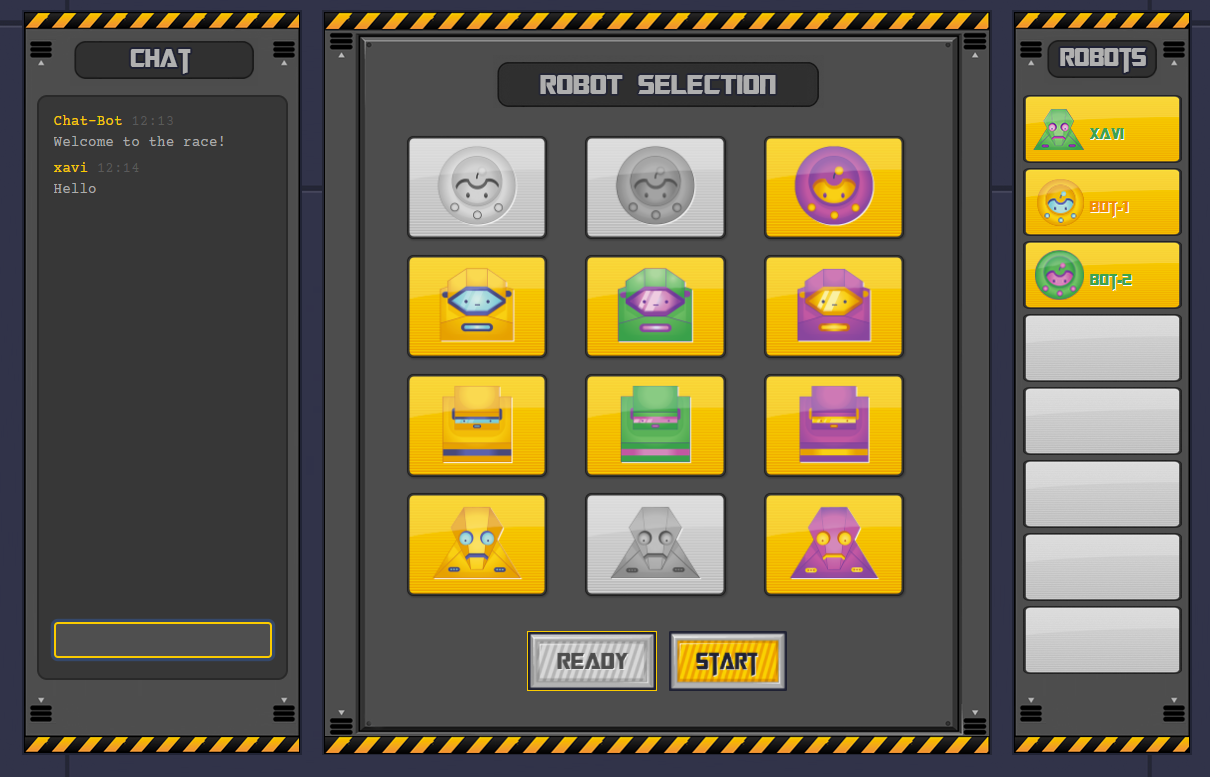 CHAT
Chat-Bot 12:13
Welcome to the race!
xavi 12:14
Hello
ROBOT SELECTION
READY
START
ROBOTS
XAVI
BOT-1
BOT-2